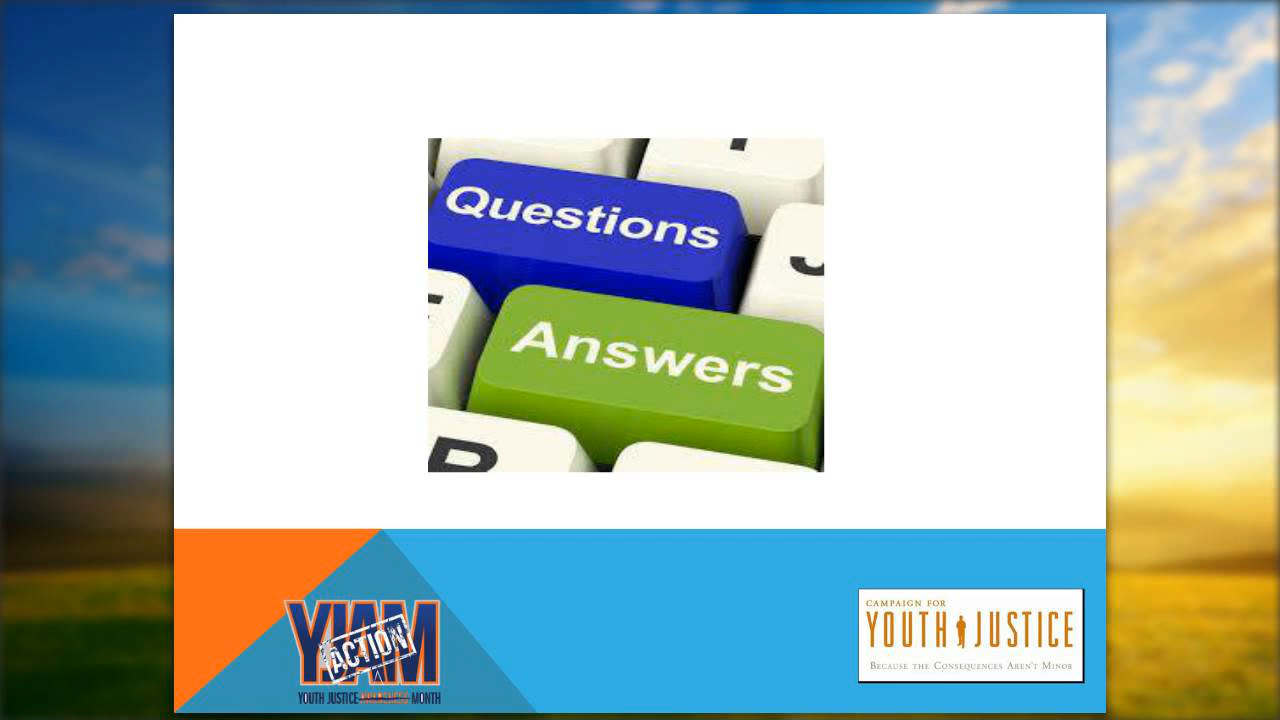 Questions
Answers
YJAM
ACTION
YOUTH JUSTICE AWARENESS MONTH
CAMPAIGN FOR
YOUTH JUSTICE
BECAUSE THE CONSEQUENCES AREN'T MINOR